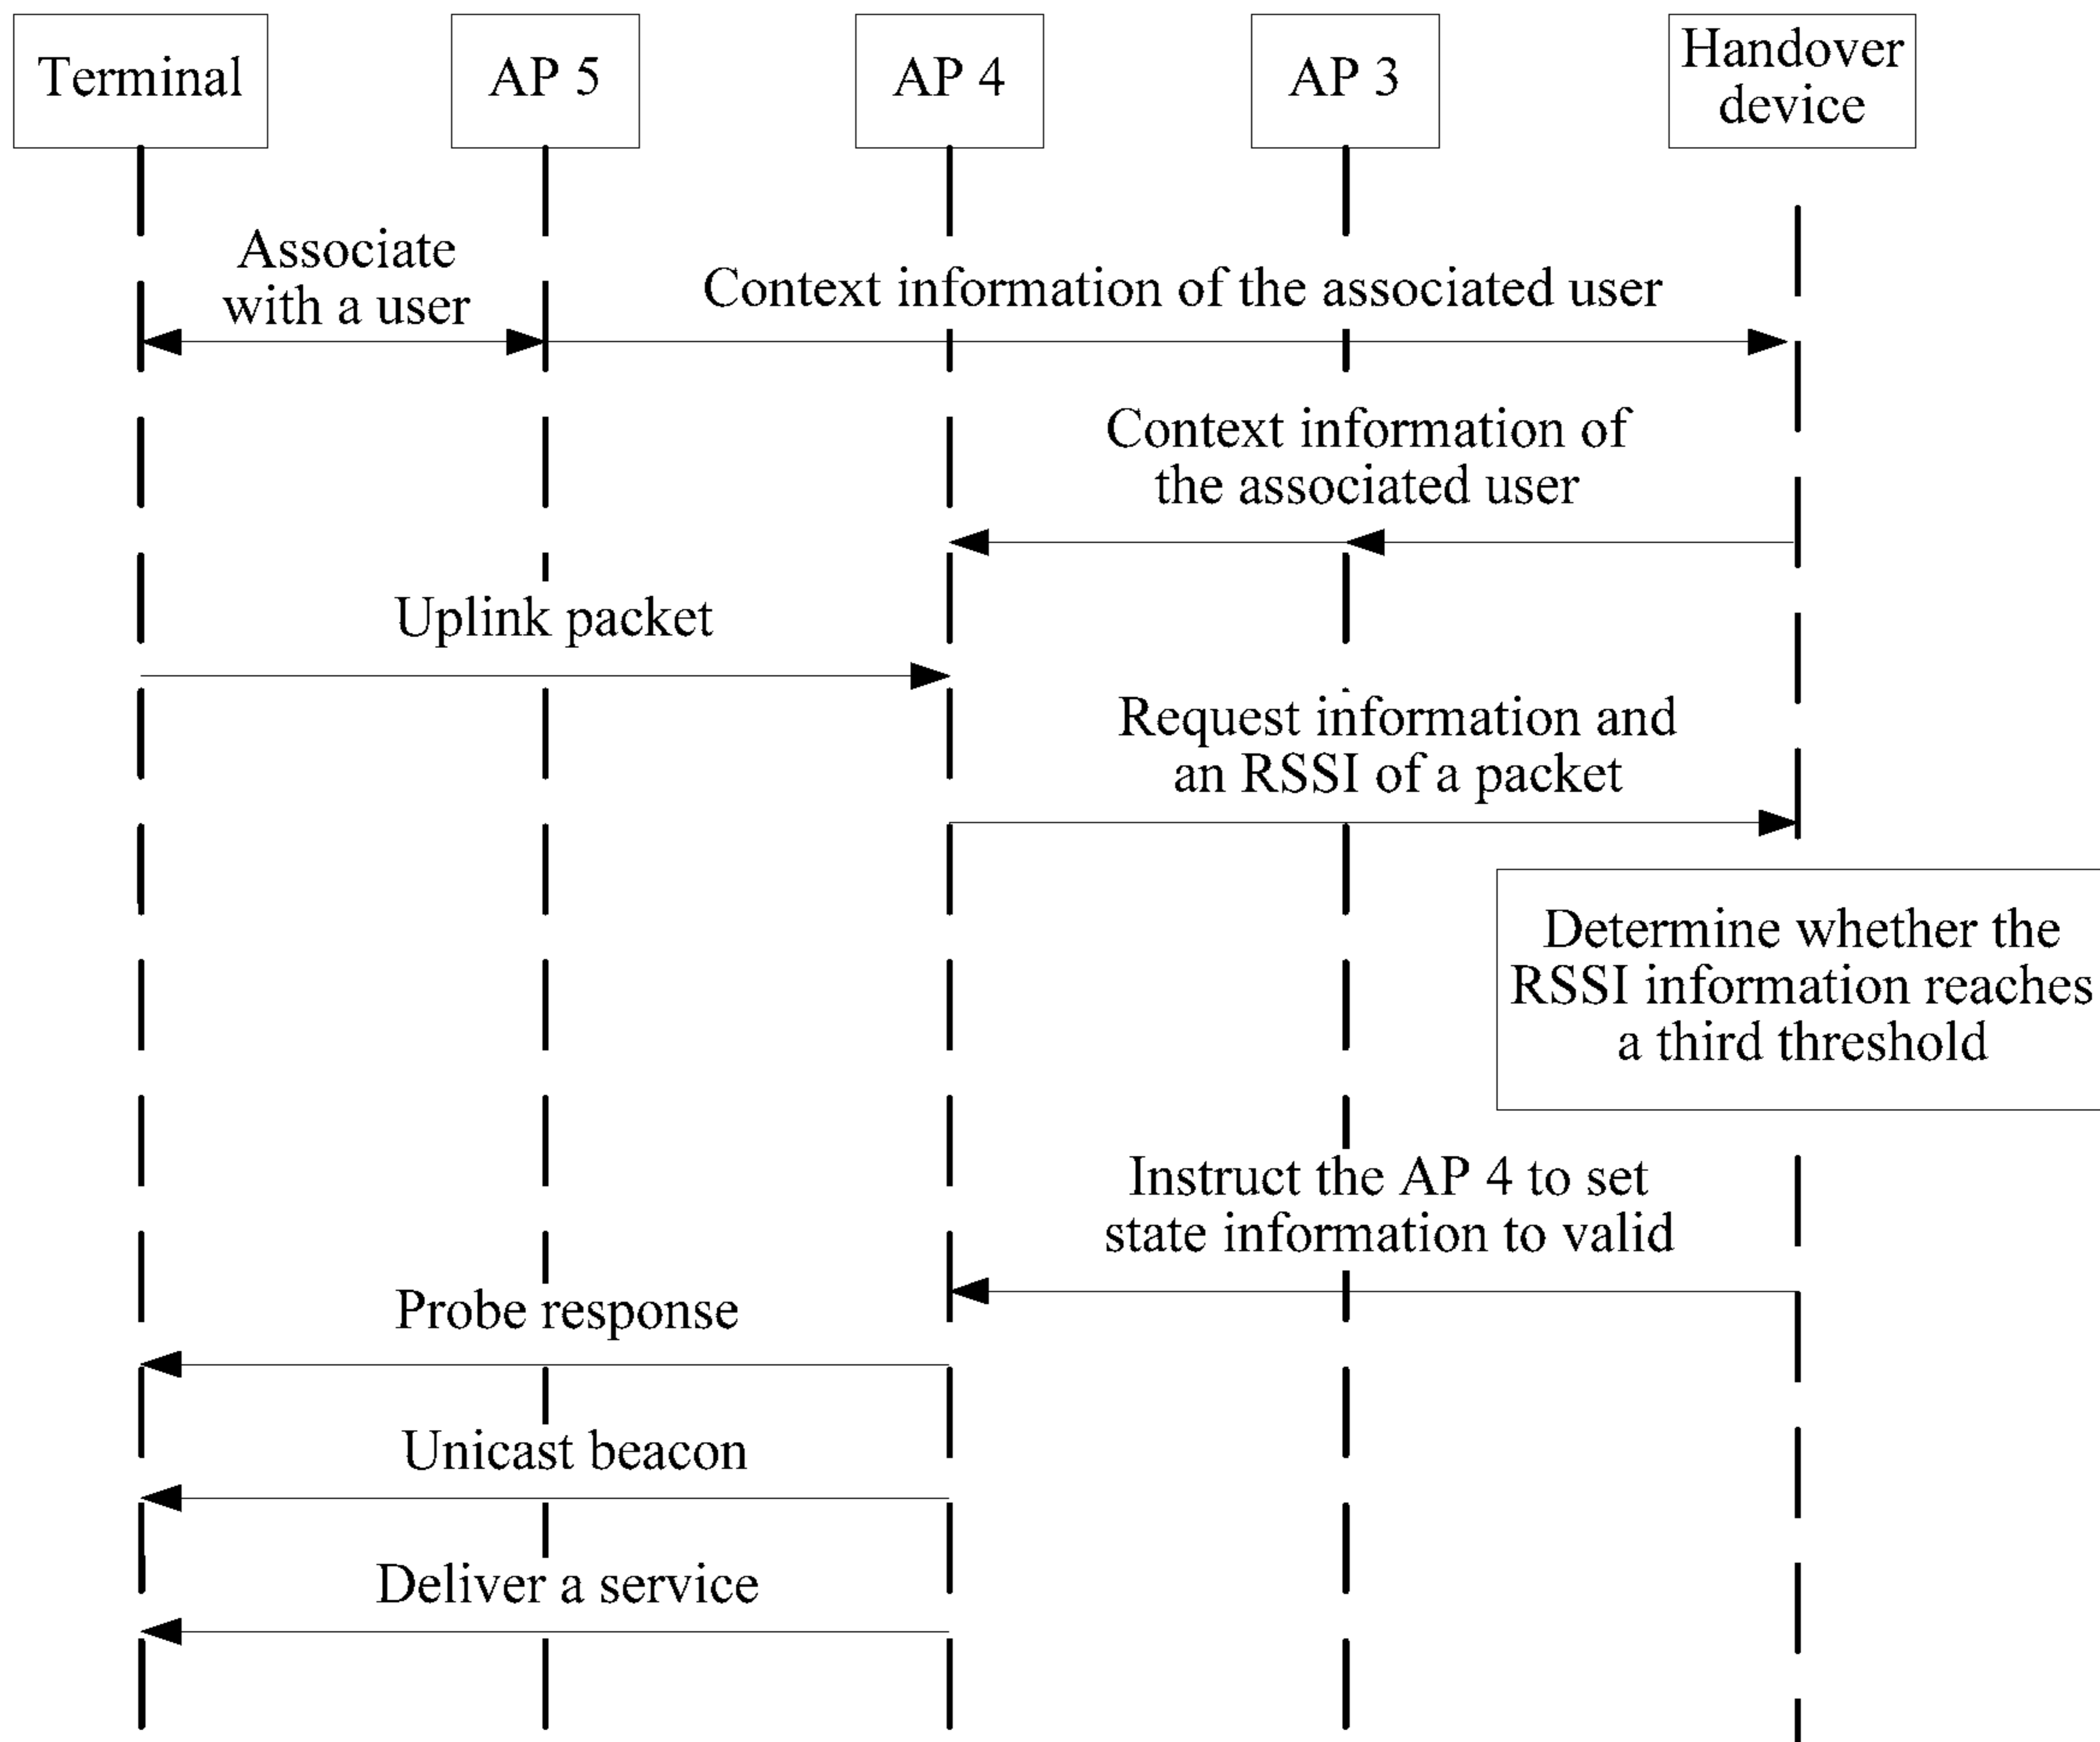 Terminal
AP 5
AP 4
AP 3
Handover
device
Associate
with a user
Context information of the associated user
Context information of
the associated user
Uplink packet
Request information and
an RSSI of a packet
Determine whether the
RSSI information reaches
a third threshold
Instruct the AP 4 to set
state information to valid
Probe response
Unicast beacon
Deliver a service